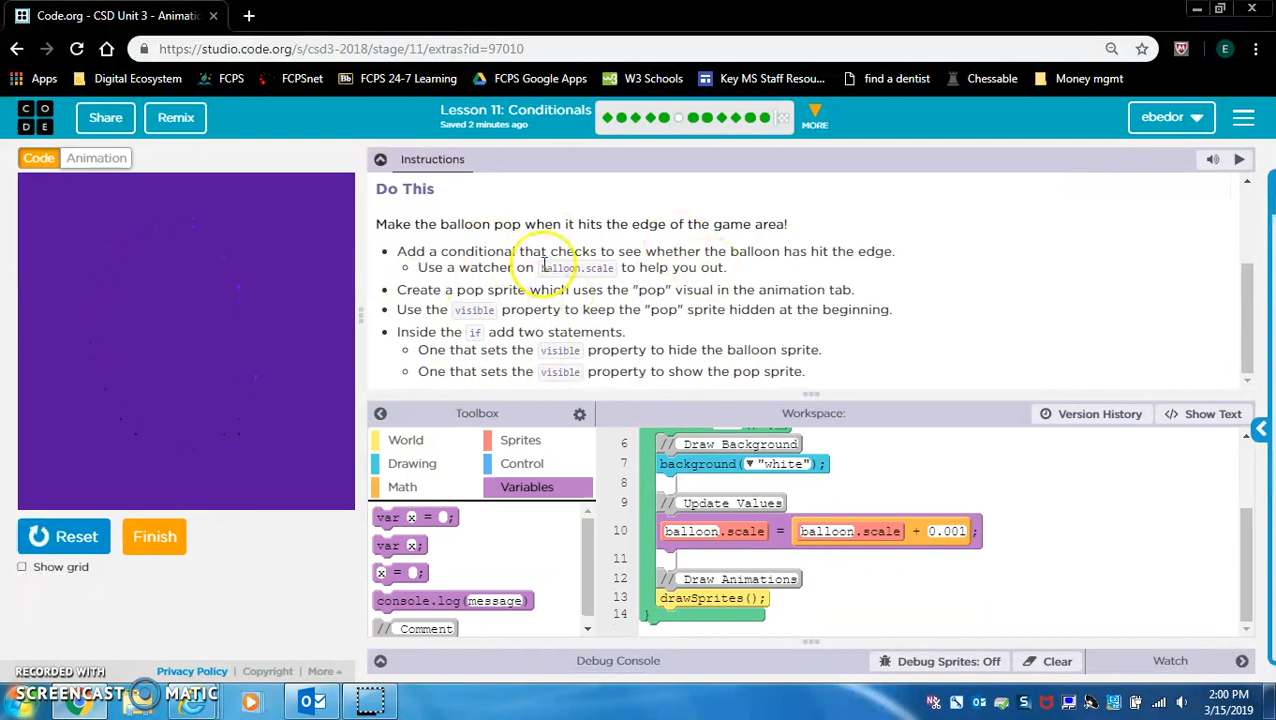 Code.org - CSD Unit 3 - Animatic
https://studio.code.org/s/csd3-2018/stage/11/extras?id=97010
E
Apps Digital Ecosystem FCPS FCPSnet Bb FCPS 24-7 Learning FCPS Google Apps W3 Schools Key MS Staff Resou... find a dentist Chessable Money mgmt
C O D E
Share Remix
Lesson 11: Conditionals
Saved 2 minutes ago
MORE
ebedor
Code Animation
Instructions
Do This
Make the balloon pop when it hits the edge of the game area!
Add a conditional that checks to see whether the balloon has hit the edge.
Use a watcher on balloon.scale to help you out.
Create a pop sprite which uses the "pop" visual in the animation tab.
Use the visible property to keep the "pop" sprite hidden at the beginning.
Inside the if add two statements.
One that sets the visible property to hide the balloon sprite.
One that sets the visible property to show the pop sprite.
Toolbox
Workspace:
Version History
</> Show Text
World Sprites
Drawing Control
Math Variables
var x = ;
var x;
x = ;
console.log(message)
// Comment
6 // Draw Background
7 background( "white");
8
9 // Update Values
10 balloon.scale = balloon.scale + 0.001 ;
11
12 // Draw Animations
13 drawSprites();
14 }
Reset Finish
Show grid
Debug Console
Debug Sprites: Off
Clear
Watch
Privacy Policy Copyright More
RECORDED WITH
SCREENCAST MATIC
2:00 PM
3/15/2019